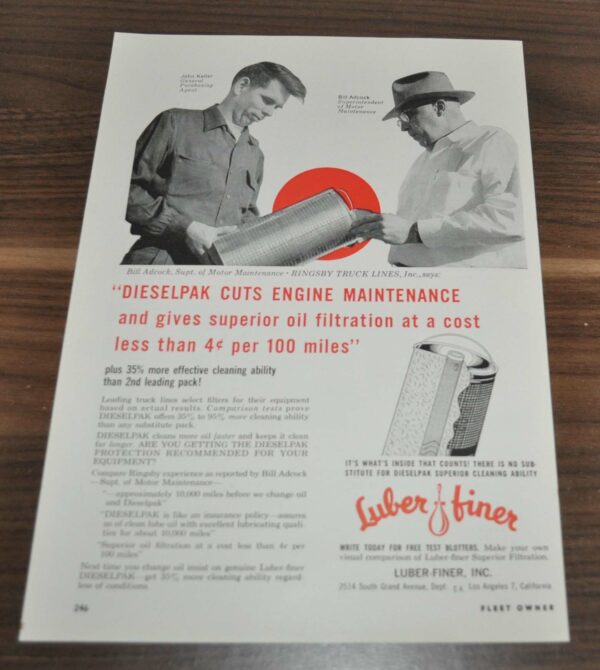 John Keller
General
Purchasing
Agent
Bill Adcock
Superintendent
of Motor
Maintenance
Bill Adcock, Supt. of Motor Maintenance • RINGSBY TRUCK LINES, Inc., says:
"DIESELPAK CUTS ENGINE MAINTENANCE
and gives superior oil filtration at a cost
less than 4¢ per 100 miles"
plus 35% more effective cleaning ability
than 2nd leading pack!
Leading truck lines select filters for their equipment
based on actual results. Comparison tests prove
DIESELPAK offers 35% to 95% more cleaning ability
than any substitute pack.
DIESELPAK cleans more oil faster and keeps it clean
far longer. ARE YOU GETTING THE DIESELPAK
PROTECTION RECOMMENDED FOR YOUR
EQUIPMENT?
Compare Ringsby experience as reported by Bill Adcock
—Supt. of Motor Maintenance—
"—approximately 10,000 miles before we change oil
and Dieselpak"
"DIESELPAK is like an insurance policy—assures
us of clean lube oil with excellent lubricating quali-
ties for about 10,000 miles"
"Superior oil filtration at a cost less than 4¢ per
100 miles"
Next time you change oil insist on genuine Luber-finer
DIESELPAK—get 35% more cleaning ability regard-
less of conditions.
IT'S WHAT'S INSIDE THAT COUNTS! THERE IS NO SUB-
STITUTE FOR DIESELPAK SUPERIOR CLEANING ABILITY
Luber finer
WRITE TODAY FOR FREE TEST BLOTTERS. Make your own
visual comparison of Luber-finer Superior Filtration.
LUBER-FINER, INC.
2514 South Grand Avenue, Dept. Los Angeles 7, California
246
FLEET OWNER